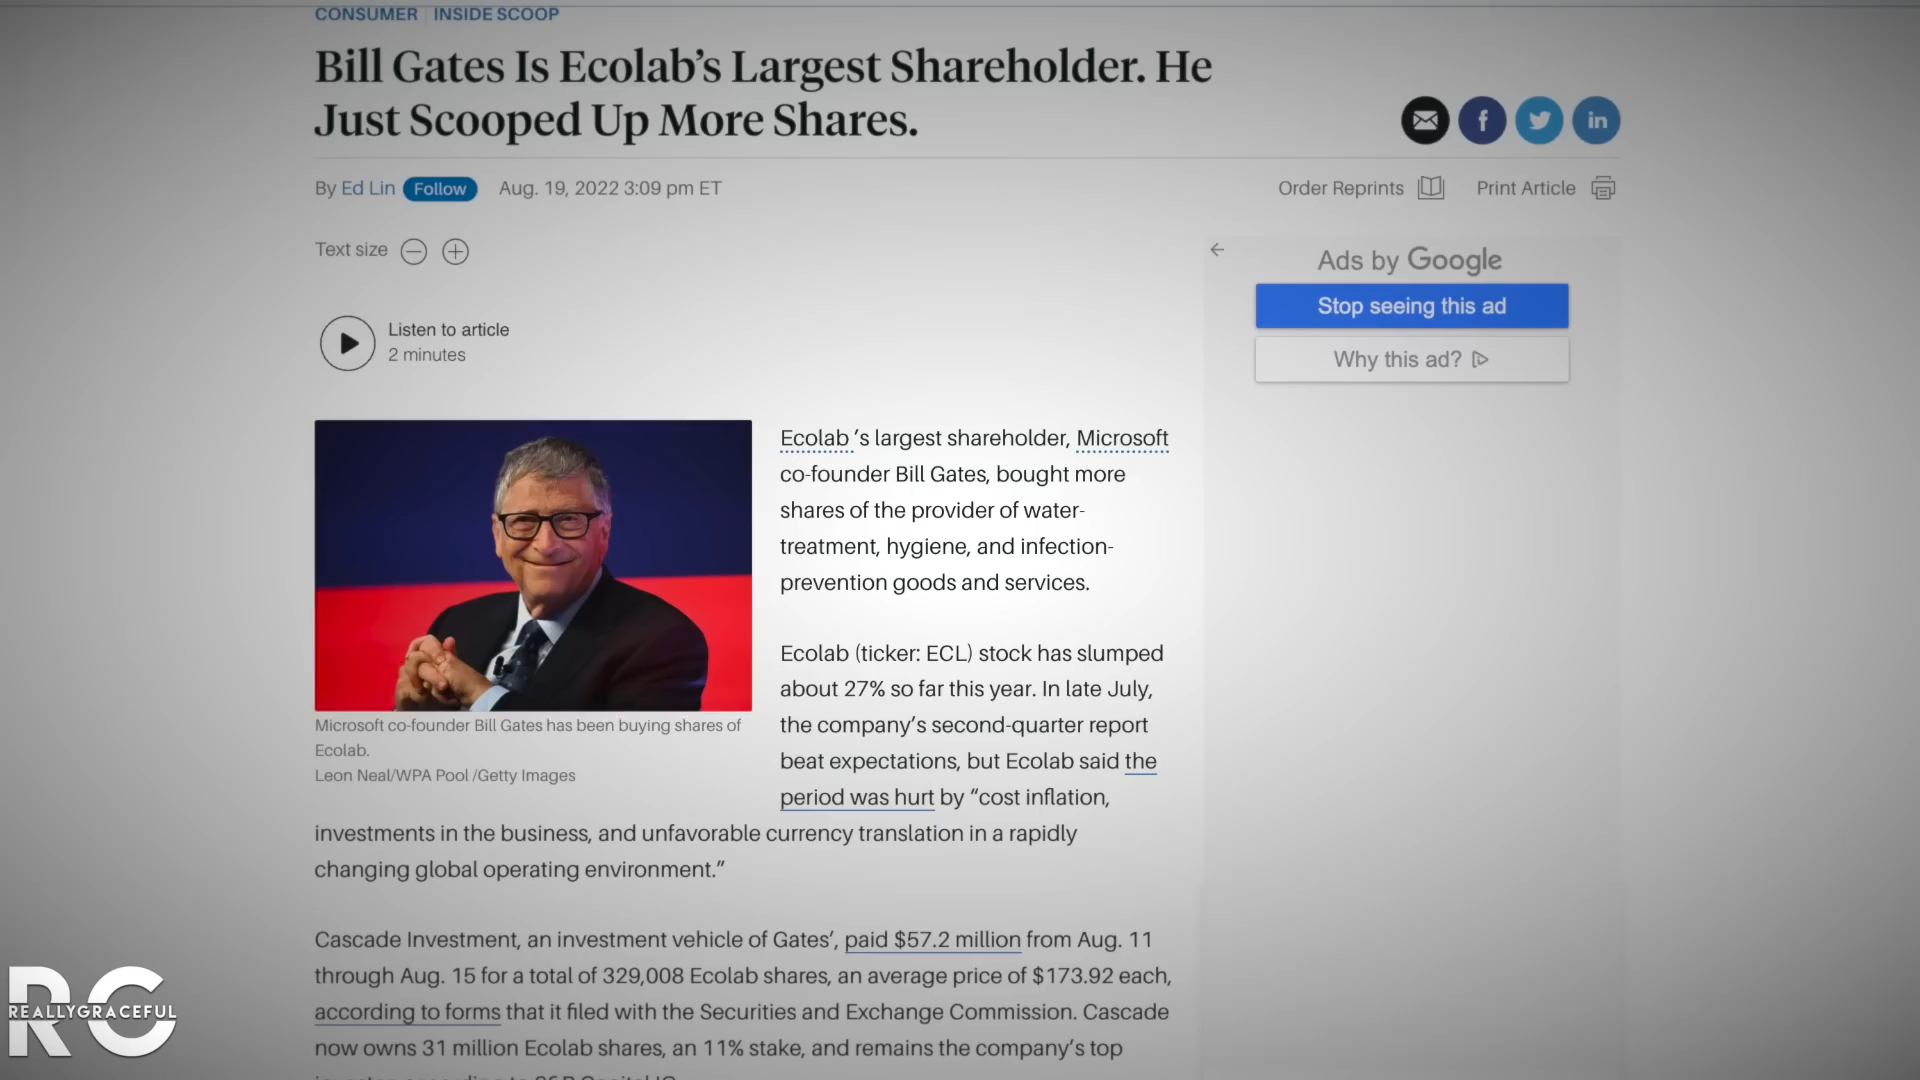 CONSUMER | INSIDE SCOOP
Bill Gates Is Ecolab's Largest Shareholder. He
Just Scooped Up More Shares.
By Ed Lin Follow Aug. 19, 2022 3:09 pm ET
Order Reprints Print Article
Text size
Listen to article
2 minutes
Ads by Google
Stop seeing this ad
Why this ad?
Ecolab 's largest shareholder, Microsoft
co-founder Bill Gates, bought more
shares of the provider of water-
treatment, hygiene, and infection-
prevention goods and services.
Ecolab (ticker: ECL) stock has slumped
about 27% so far this year. In late July,
the company's second-quarter report
beat expectations, but Ecolab said the
period was hurt by “cost inflation,
investments in the business, and unfavorable currency translation in a rapidly
changing global operating environment.”
Microsoft co-founder Bill Gates has been buying shares of
Ecolab.
Leon Neal/WPA Pool /Getty Images
Cascade Investment, an investment vehicle of Gates', paid $57.2 million from Aug. 11
through Aug. 15 for a total of 329,008 Ecolab shares, an average price of $173.92 each,
according to forms that it filed with the Securities and Exchange Commission. Cascade
now owns 31 million Ecolab shares, an 11% stake, and remains the company's top
RG
REALLYGRACEFUL